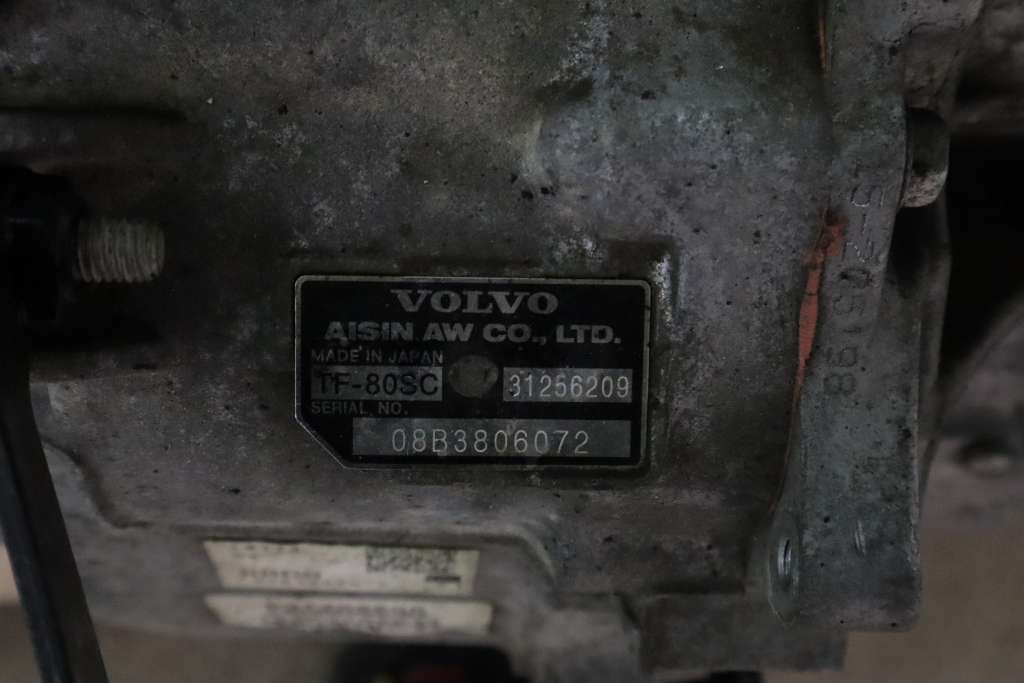 VOLVO
AISIN AW CO., LTD.
MADE IN JAPAN
TF-80SC 31256209
SERIAL NO.
08B3806072